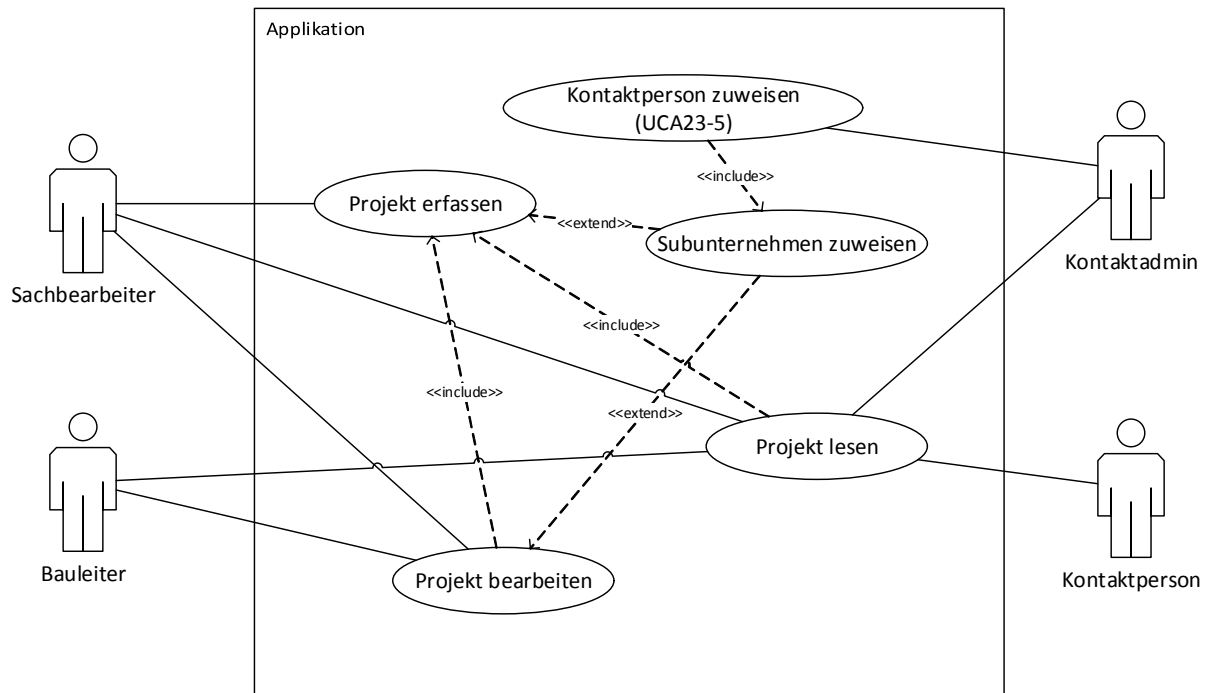 Applikation
Kontaktperson zuweisen
(UCA23-5)
<<include>>
Projekt erfassen
<<extend>>
Subunternehmen zuweisen
Sachbearbeiter
Kontaktadmin
<<include>>
<<include>>
<<extend>>
Projekt lesen
Bauleiter
Projekt bearbeiten
Kontaktperson